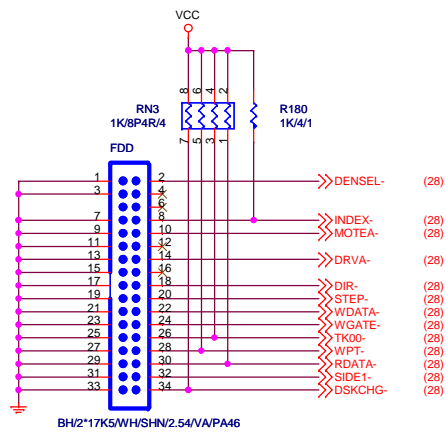 VCC
8 6 4 2
RN3
1K/8P4R/4
R180
1K/4/1
7 5 3 1
FDD
1 2 DENSEL- (28)
3 4
6
7 8 INDEX- (28)
9 10 MOTEA- (28)
11 12
13 14 DRVA- (28)
15 16
17 18 DIR- (28)
19 20 STEP- (28)
21 22 WDATA- (28)
23 24 WGATE- (28)
25 26 TK00- (28)
27 28 WPT- (28)
29 30 RDATA- (28)
31 32 SIDE1- (28)
33 34 DSKCHG- (28)
BH/2*17K5/WH/SHN/2.54/VA/PA46